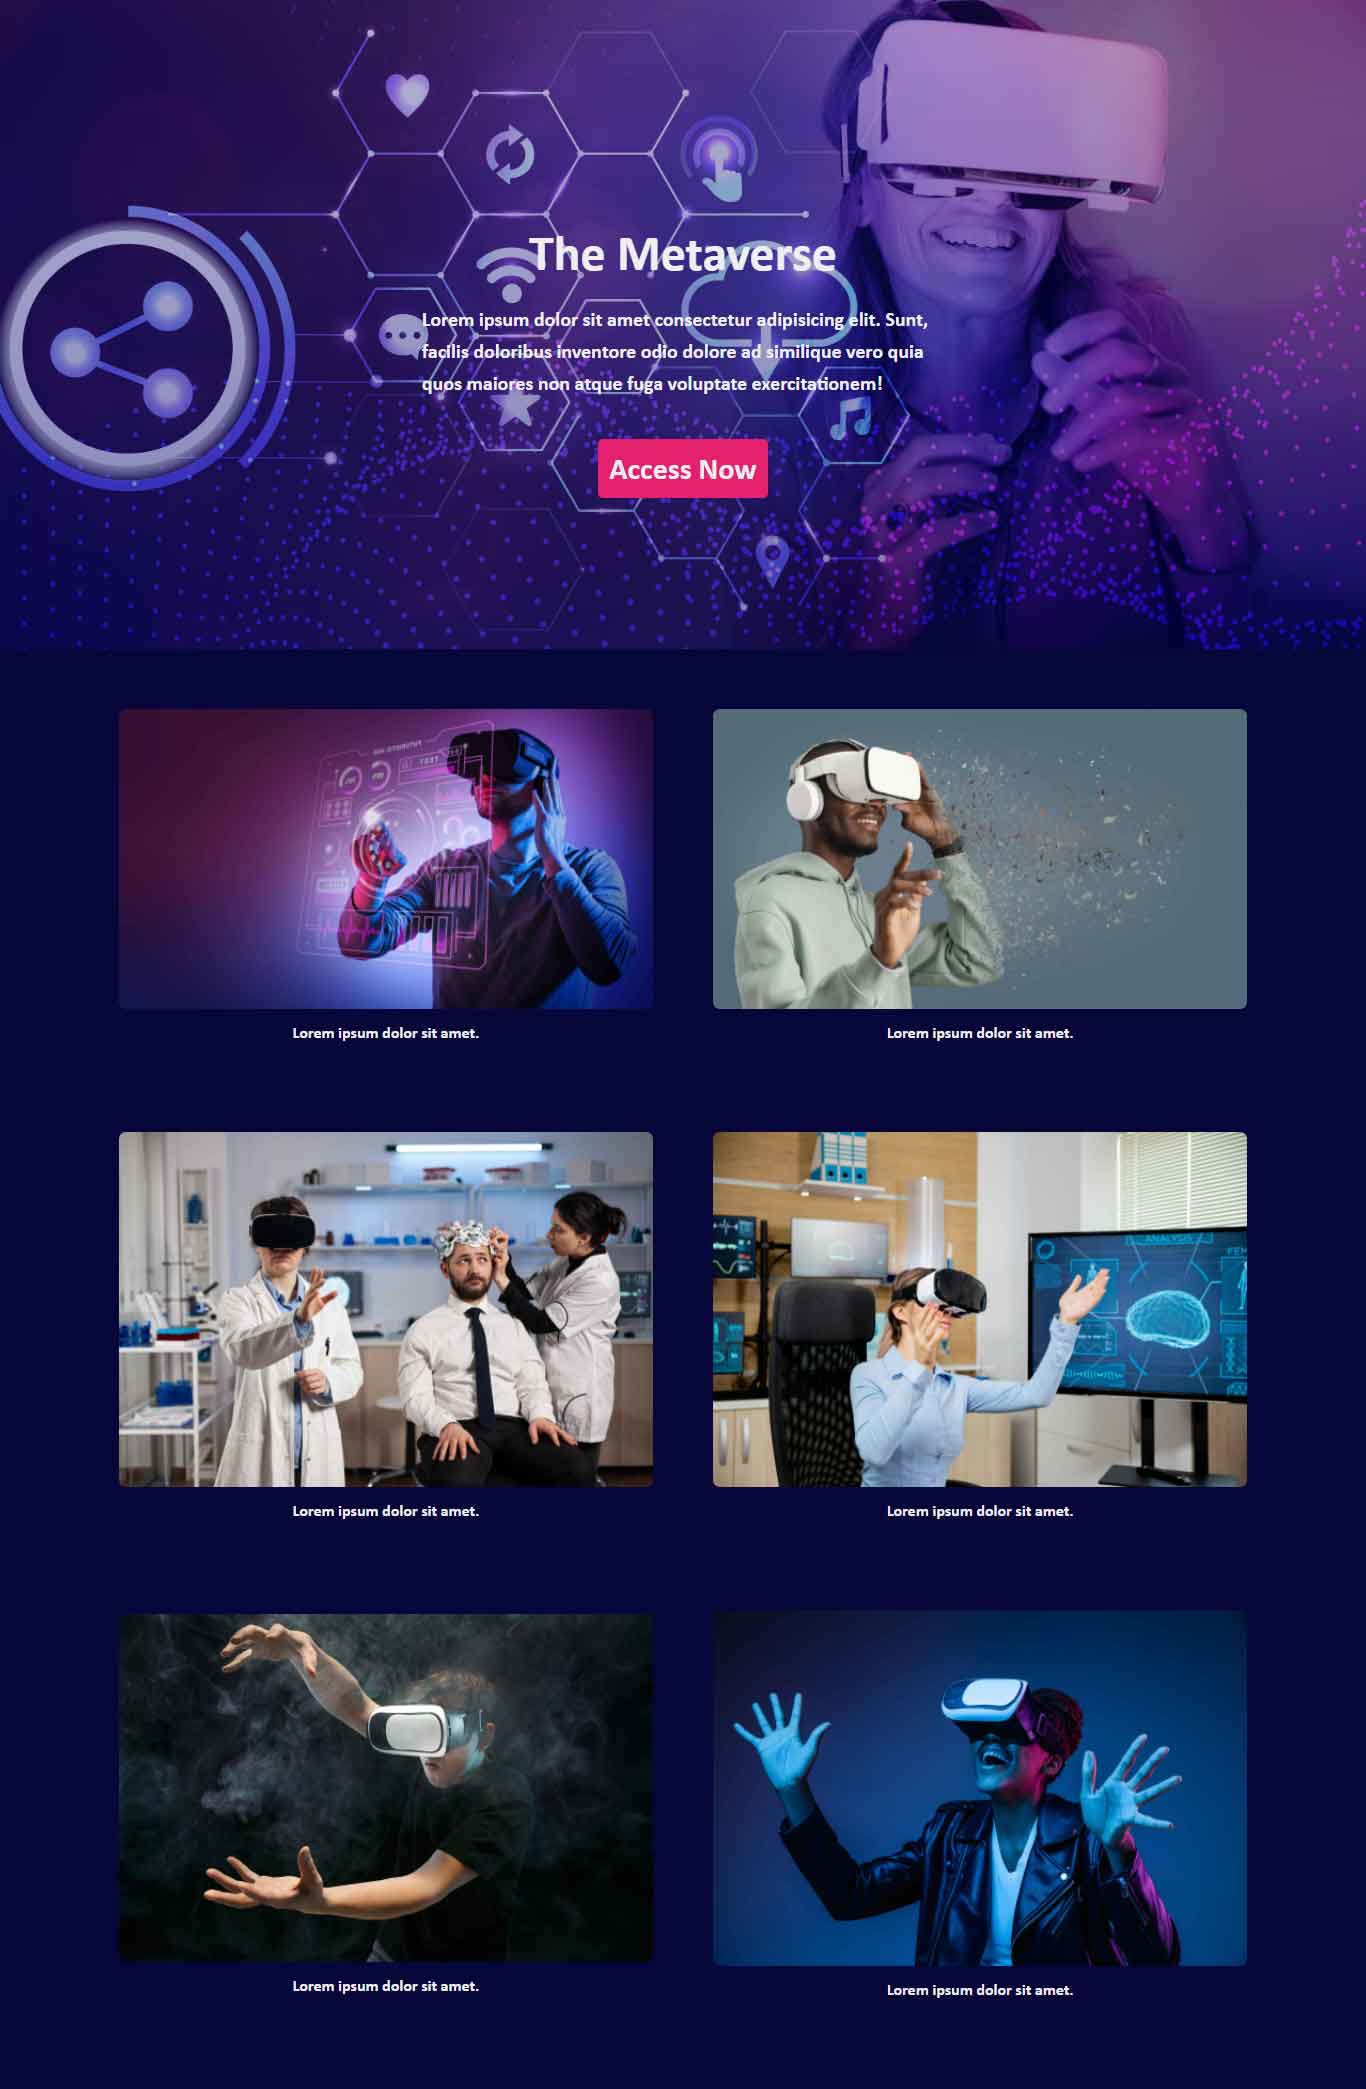 The Metaverse
Lorem ipsum dolor sit amet consectetur adipisicing elit. Sunt,
facilis doloribus inventore odio dolore ad similique vero quia
quos maiores non atque fuga voluptate exercitationem!
Access Now
Lorem ipsum dolor sit amet.
Lorem ipsum dolor sit amet.
ANALYSIS
Lorem ipsum dolor sit amet.
Lorem ipsum dolor sit amet.
Lorem ipsum dolor sit amet.
Lorem ipsum dolor sit amet.